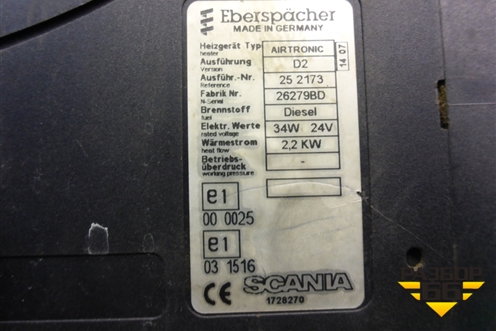 Eberspächer
MADE IN GERMANY
Heizgerät Typ AIRTRONIC
heater
Ausführung D2
Version
Ausführ.-Nr. 25 2173
Reference
Fabrik Nr. 26279BD
N-Serial
Brennstoff Diesel
fuel
Elektr. Werte 34W 24V
rated voltage
Wärmestrom 2,2 KW
heat flow
Betriebs- -
überdruck
working pressure
14 07
e1
00 0025
e1
03 1516
CE SCANIA
1728270
РАЗБОР